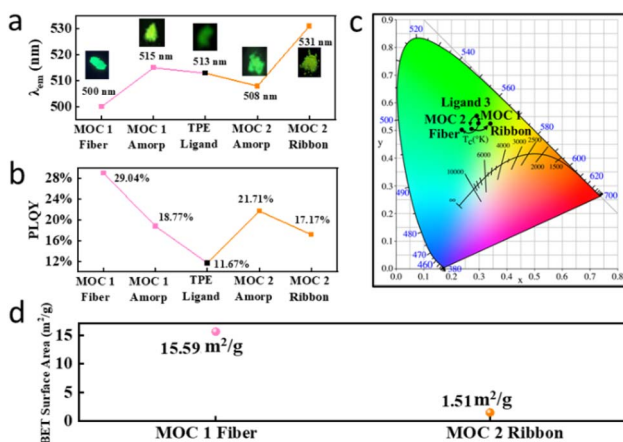 a
λem (nm)
530
520
510
500
500 nm
515 nm
513 nm
508 nm
531 nm
MOC 1 Fiber
MOC 1 Amorp
TPE Ligand
MOC 2 Amorp
MOC 2 Ribbon
b
PLQY
28%
24%
20%
16%
12%
29.04%
18.77%
11.67%
21.71%
17.17%
MOC 1 Fiber
MOC 1 Amorp
TPE Ligand
MOC 2 Amorp
MOC 2 Ribbon
c
0.9
0.8
0.7
0.6
0.5
y
0.4
0.3
0.2
0.1
0.0
0.0 0.1 0.2 0.3 0.4 0.5 0.6 0.7 0.8
x
520
540
560
580
600
620
700
500
490
480
460
380
Ligand 3
MOC 2 MOC 1
Fiber Ribbon
Tc(°K)
10000
6000
4000
3000
2500
2000
1500
∞
d
BET Surface Area (m²/g)
15
10
5
0
15.59 m²/g
1.51 m²/g
MOC 1 Fiber
MOC 2 Ribbon